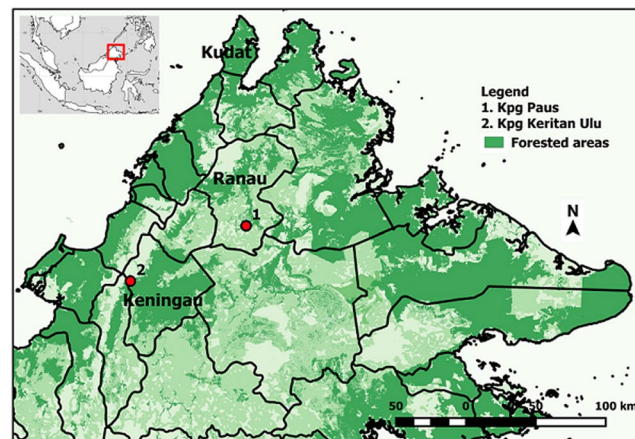 Kudat
Legend
1. Kpg Paus
2. Kpg Keritan Ulu
Forested areas
Ranau
1
N
2
Keningau
50 0 50 100 km